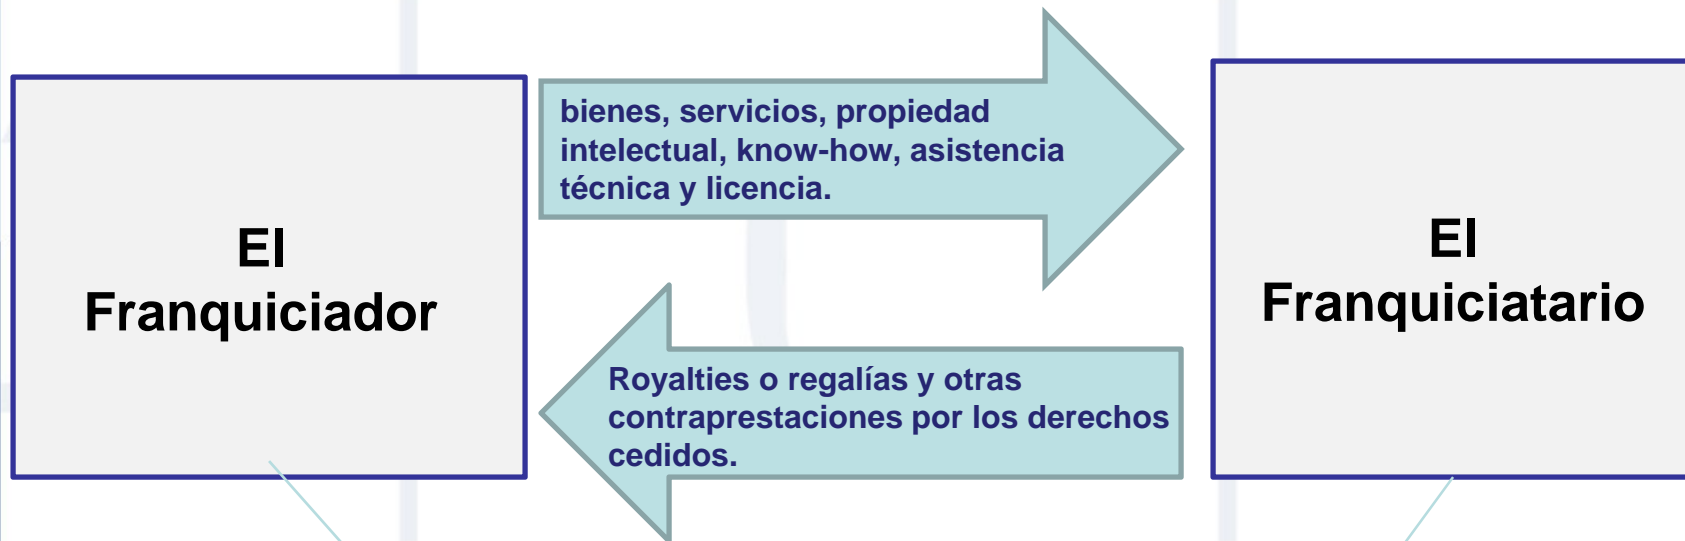 El
Franquiciador
bienes, servicios, propiedad
intelectual, know-how, asistencia
técnica y licencia.
Royalties o regalías y otras
contraprestaciones por los derechos
cedidos.
El
Franquiciatario